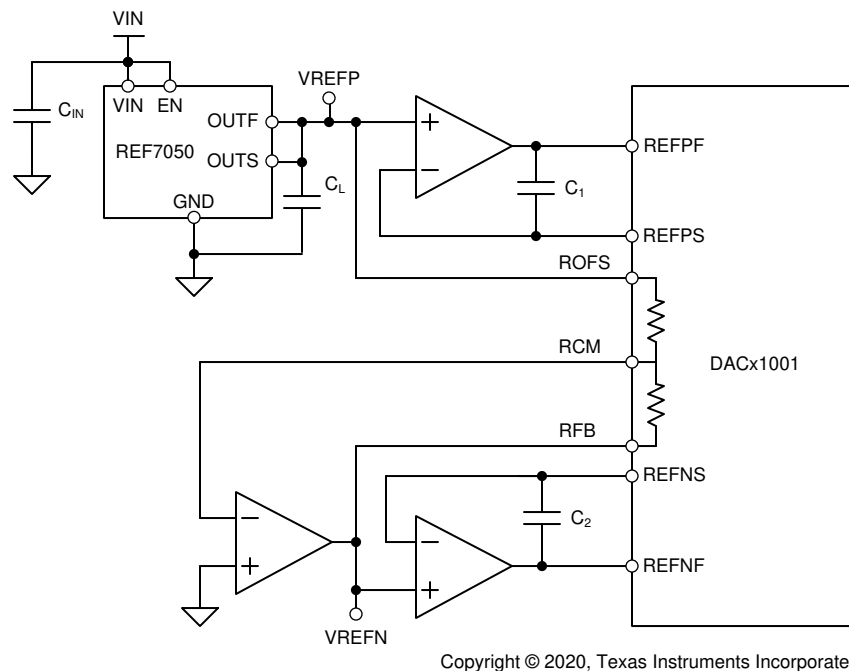 VIN
VREFP
C_IN
VIN
EN
OUTF
REF7050
OUTS
C_L
GND
REFPF
C_1
REFPS
ROFS
RCM
DACx1001
RFB
REFNS
C_2
REFNF
VREFN
Copyright © 2020, Texas Instruments Incorporate